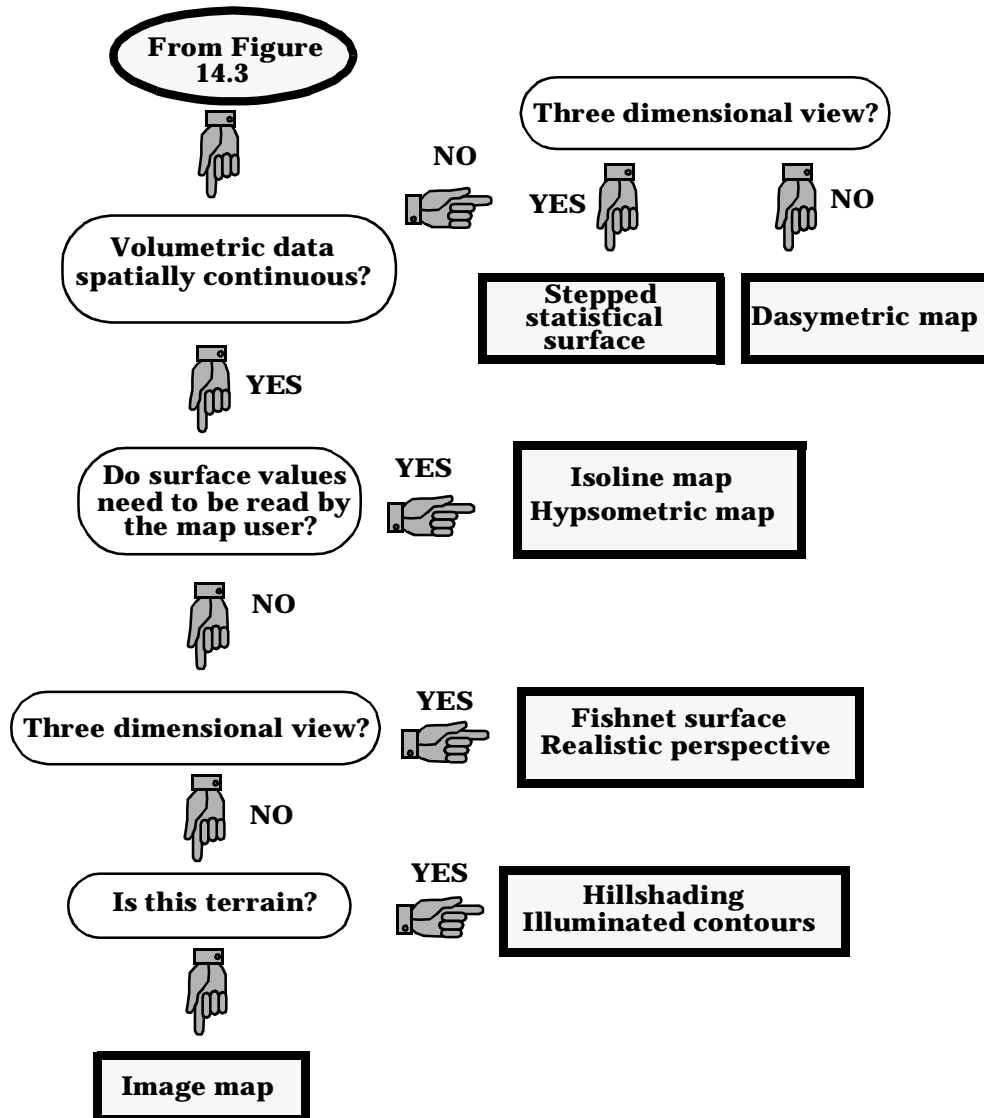 From Figure
14.3
Three dimensional view?
NO
YES
NO
Volumetric data
spatially continuous?
Stepped
statistical
surface
Dasymetric map
YES
Do surface values
need to be read by
the map user?
YES
Isoline map
Hypsometric map
NO
Three dimensional view?
YES
Fishnet surface
Realistic perspective
NO
Is this terrain?
YES
Hillshading
Illuminated contours
Image map